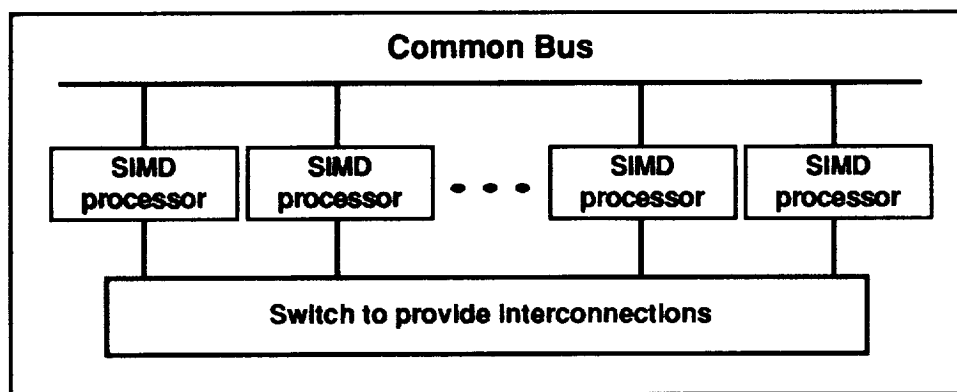 Common Bus
SIMD
processor
SIMD
processor
• • •
SIMD
processor
SIMD
processor
Switch to provide interconnections